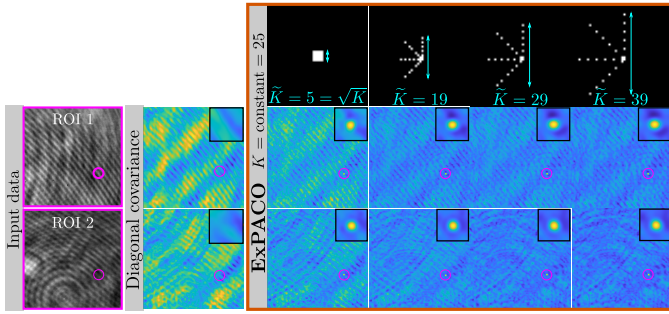 Input data
ROI 1
ROI 2
Diagonal covariance
ExPACO K = constant = 25
K̃ = 5 = √K
K̃ = 19
K̃ = 29
K̃ = 39